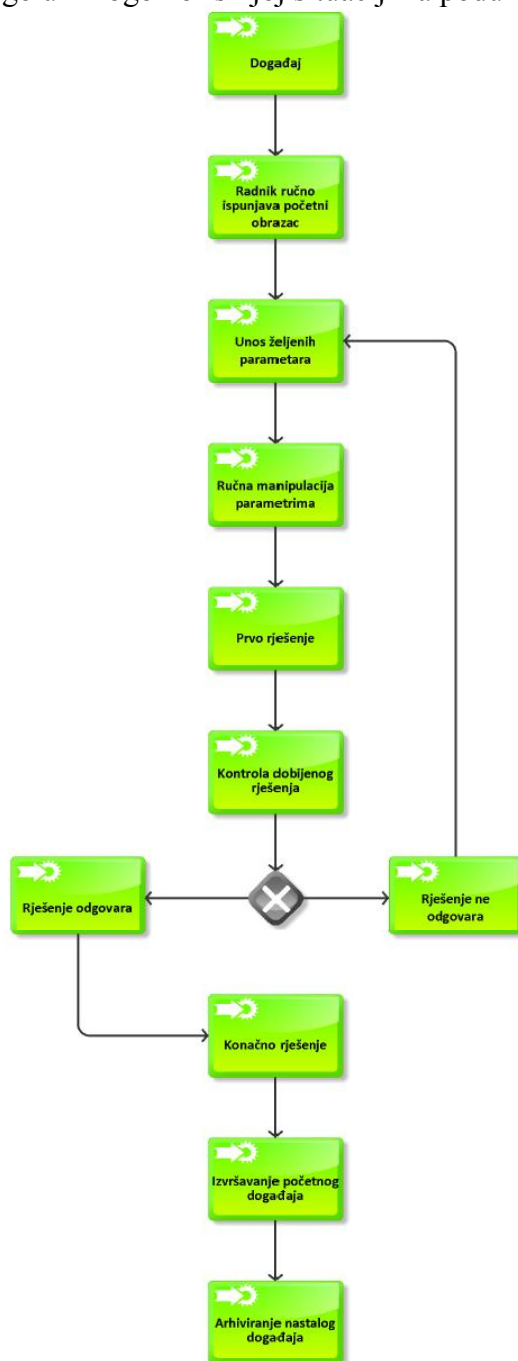 Događaj
Radnik ručno
ispunjava početni
obrazac
Unos željenih
parametara
Ručna manipulacija
parametrima
Prvo rješenje
Kontrola dobijenog
rješenja
Rješenje odgovara
Rješenje ne
odgovara
Konačno rješenje
Izvršavanje početnog
događaja
Arhiviranje nastalog
događaja